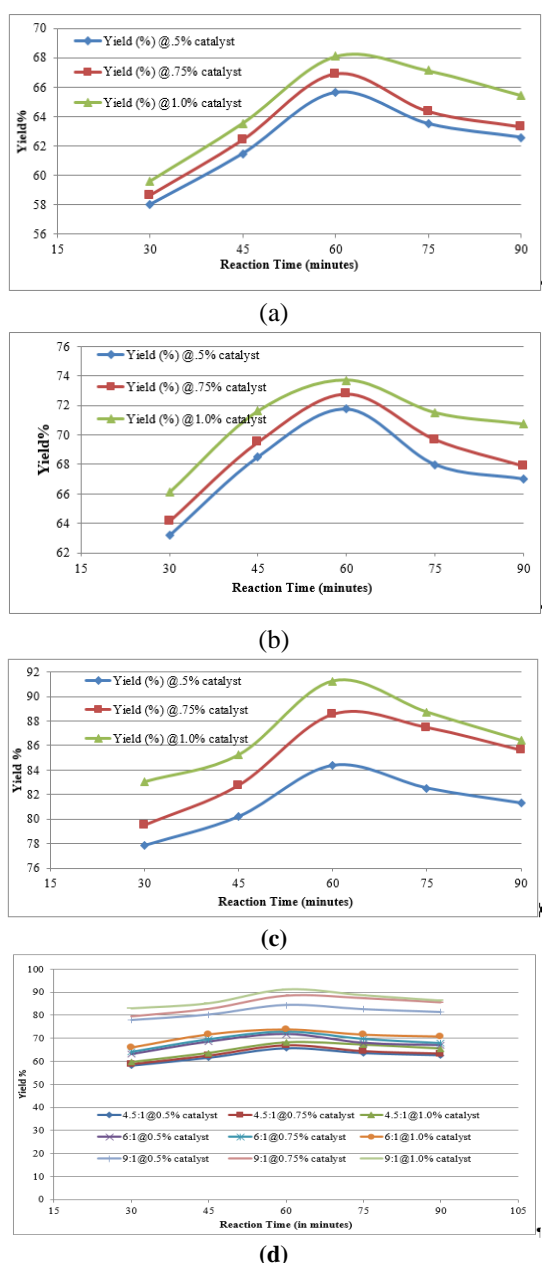 70
68
66
64
62
60
58
56
Yield%
Yield (%) @.5% catalyst
Yield (%) @.75% catalyst
Yield (%) @1.0% catalyst
15 30 45 60 75 90
Reaction Time (minutes)
(a)
76
74
72
70
68
66
64
62
Yield%
Yield (%) @.5% catalyst
Yield (%) @.75% catalyst
Yield (%) @1.0% catalyst
15 30 45 60 75 90
Reaction Time (minutes)
(b)
92
90
88
86
84
82
80
78
76
Yield %
Yield (%) @.5% catalyst
Yield (%) @.75% catalyst
Yield (%) @1.0% catalyst
15 30 45 60 75 90
Reaction Time (minutes)
(c)
100
90
80
70
60
50
40
30
20
10
0
Yield%
4.5:1@0.5% catalyst 4.5:1@0.75% catalyst 4.5:1@1.0% catalyst
6:1@0.5% catalyst 6:1@0.75% catalyst 6:1@1.0% catalyst
9:1@0.5% catalyst 9:1@0.75% catalyst 9:1@1.0% catalyst
15 30 45 60 75 90 105
Reaction Time (in minutes)
(d)